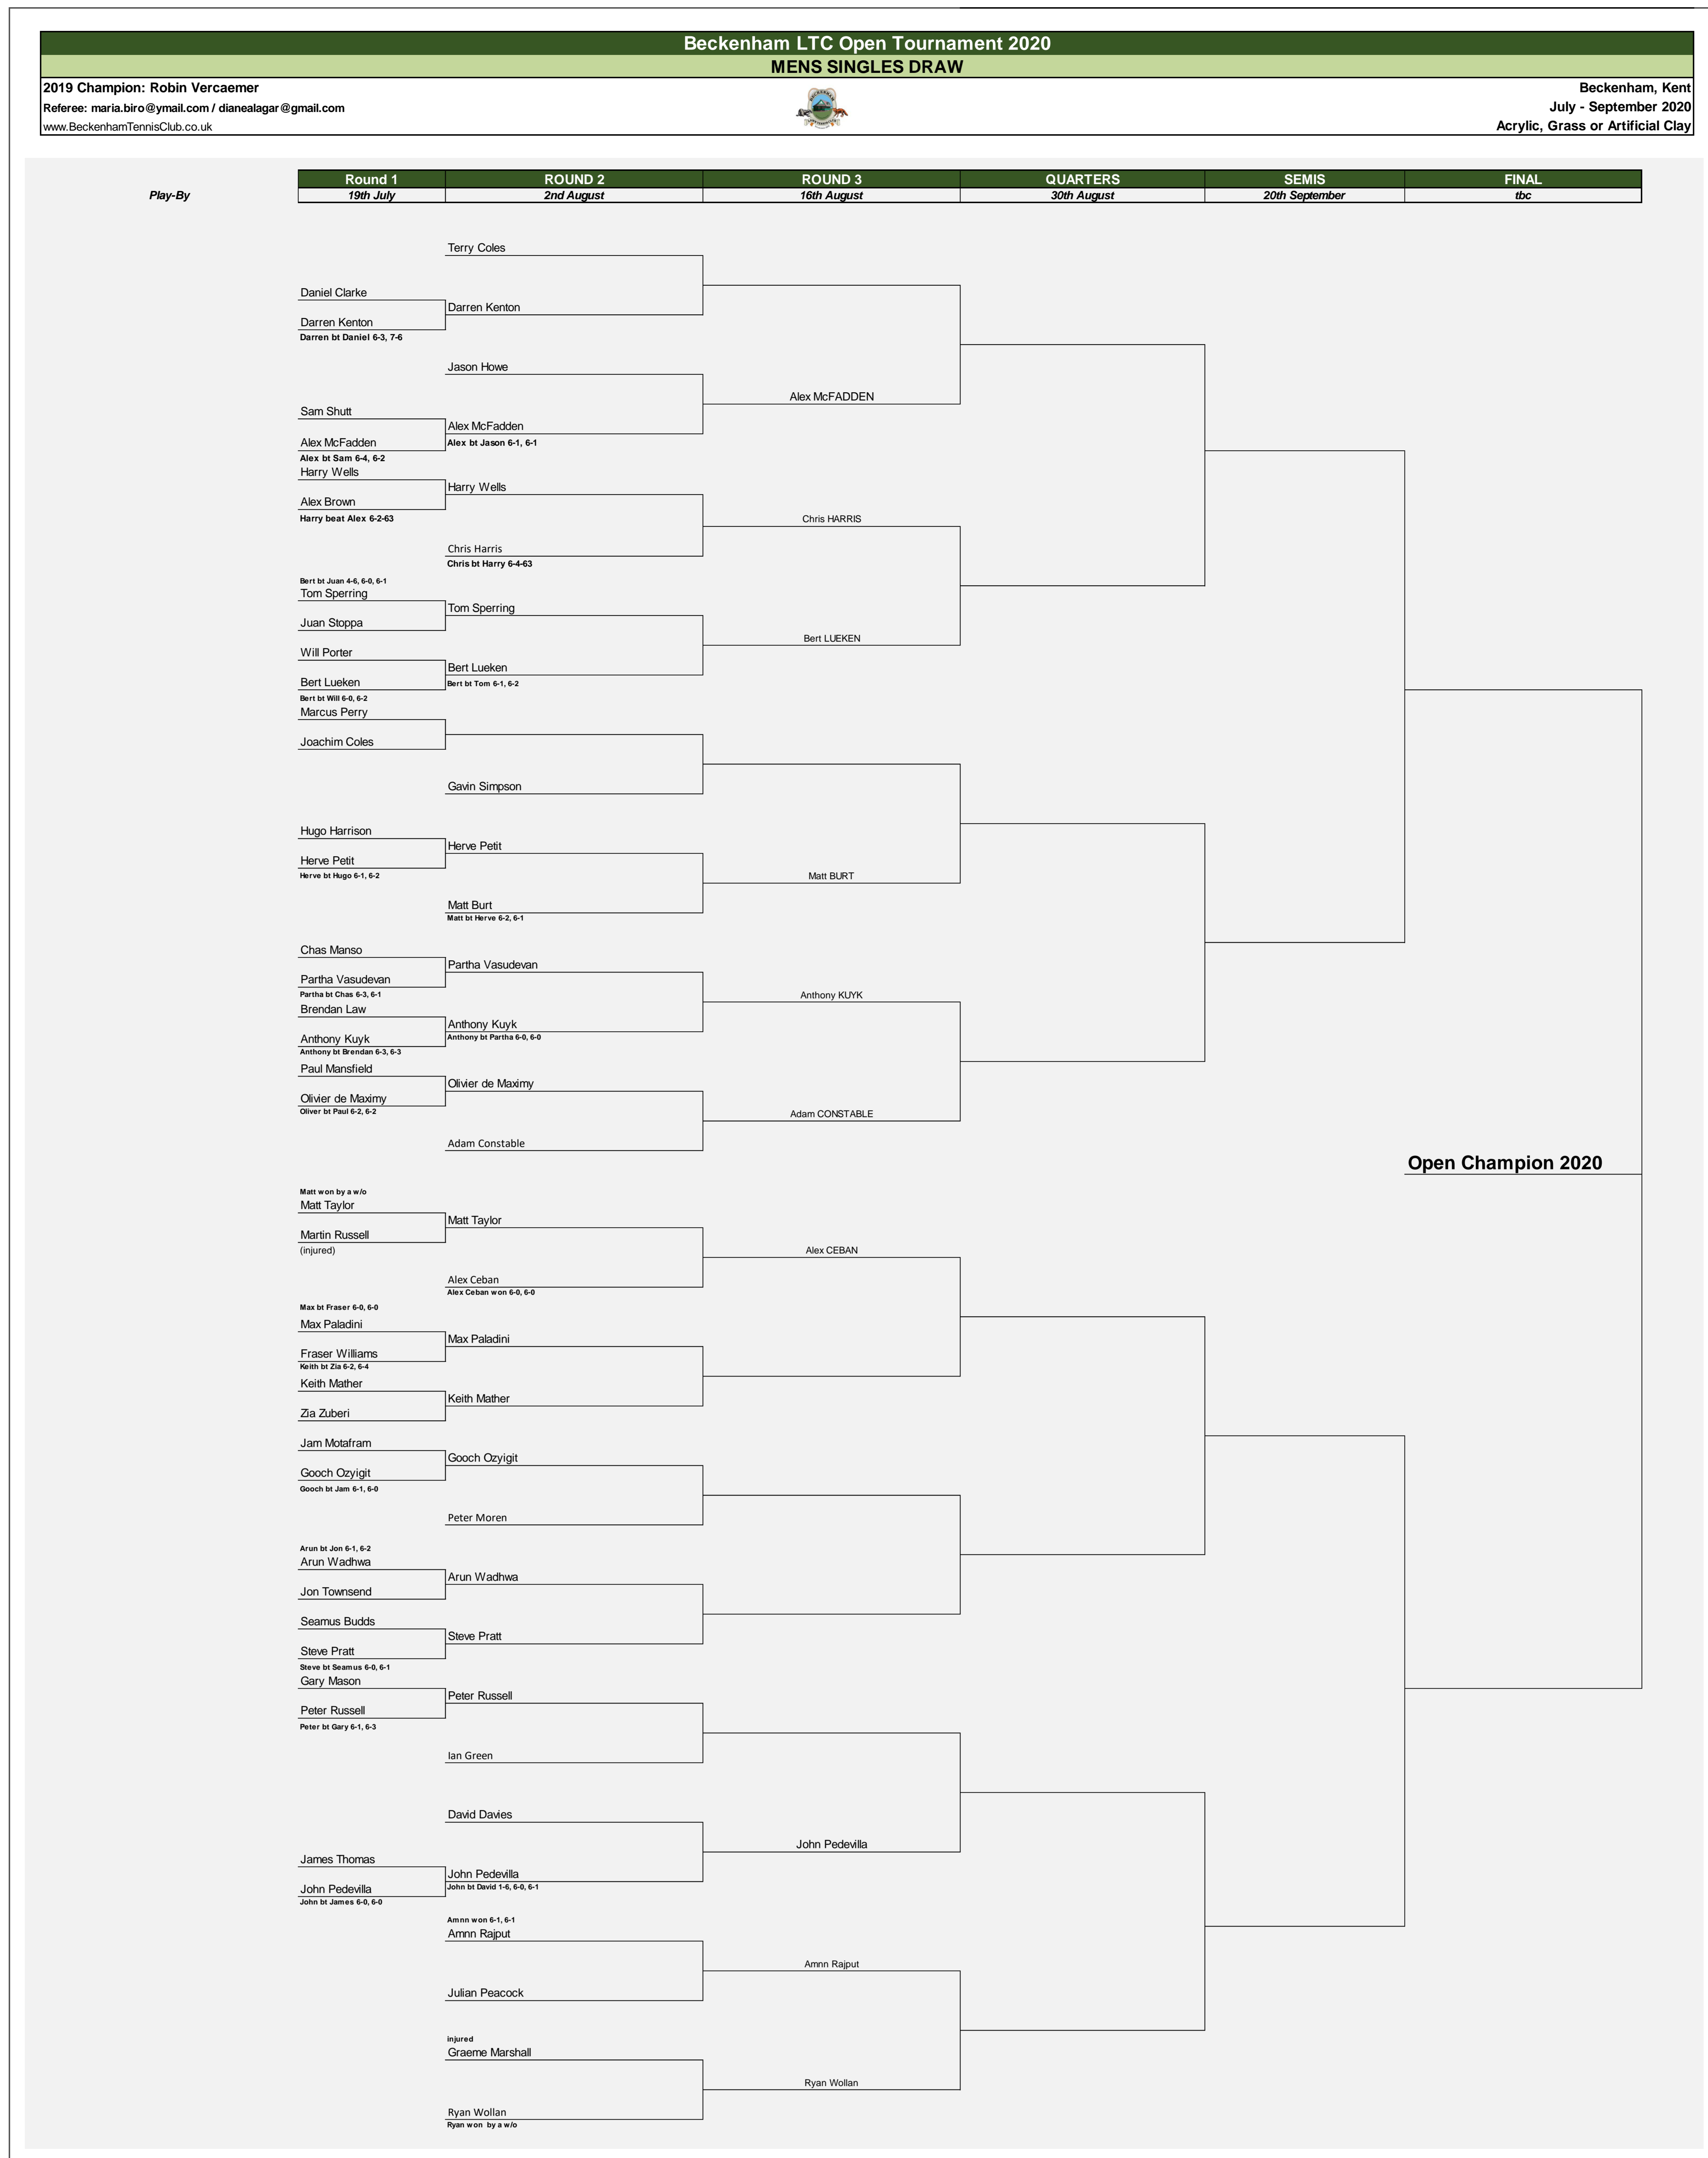 Beckenham LTC Open Tournament 2020
MENS SINGLES DRAW
2019 Champion: Robin Vercaemer
Beckenham, Kent
Referee: maria.biro@ymail.com / dianealagar@gmail.com
July - September 2020
www.BeckenhamTennisClub.co.uk
Acrylic, Grass or Artificial Clay
Round 1 ROUND 2 ROUND 3 QUARTERS SEMIS FINAL
Play-By 19th July 2nd August 16th August 30th August 20th September tbc
Terry Coles
Daniel Clarke
Darren Kenton
Darren Kenton
Darren bt Daniel 6-3, 7-6
Jason Howe
Alex McFADDEN
Sam Shutt
Alex McFadden
Alex McFadden
Alex bt Jason 6-1, 6-1
Alex bt Sam 6-4, 6-2
Harry Wells
Harry Wells
Alex Brown
Harry beat Alex 6-2-63
Chris HARRIS
Chris Harris
Chris bt Harry 6-4-63
Bert bt Juan 4-6, 6-0, 6-1
Tom Sperring
Tom Sperring
Juan Stoppa
Bert LUEKEN
Will Porter
Bert Lueken
Bert Lueken
Bert bt Tom 6-1, 6-2
Bert bt Will 6-0, 6-2
Marcus Perry
Joachim Coles
Gavin Simpson
Hugo Harrison
Herve Petit
Herve Petit
Herve bt Hugo 6-1, 6-2
Matt BURT
Matt Burt
Matt bt Herve 6-2, 6-1
Chas Manso
Partha Vasudevan
Partha Vasudevan
Partha bt Chas 6-3, 6-1
Anthony KUYK
Brendan Law
Anthony Kuyk
Anthony Kuyk
Anthony bt Partha 6-0, 6-0
Anthony bt Brendan 6-3, 6-3
Paul Mansfield
Olivier de Maximy
Olivier de Maximy
Oliver bt Paul 6-2, 6-2
Adam CONSTABLE
Adam Constable
Open Champion 2020
Matt won by a w/o
Matt Taylor
Matt Taylor
Martin Russell
(injured)
Alex CEBAN
Alex Ceban
Alex Ceban won 6-0, 6-0
Max bt Fraser 6-0, 6-0
Max Paladini
Max Paladini
Fraser Williams
Keith bt Zia 6-2, 6-4
Keith Mather
Keith Mather
Zia Zuberi
Jam Motafram
Gooch Ozyigit
Gooch Ozyigit
Gooch bt Jam 6-1, 6-0
Peter Moren
Arun bt Jon 6-1, 6-2
Arun Wadhwa
Arun Wadhwa
Jon Townsend
Seamus Budds
Steve Pratt
Steve Pratt
Steve bt Seamus 6-0, 6-1
Gary Mason
Peter Russell
Peter Russell
Peter bt Gary 6-1, 6-3
Ian Green
David Davies
John Pedevilla
James Thomas
John Pedevilla
John Pedevilla
John bt David 1-6, 6-0, 6-1
John bt James 6-0, 6-0
Amnn won 6-1, 6-1
Amnn Rajput
Amnn Rajput
Julian Peacock
injured
Graeme Marshall
Ryan Wollan
Ryan Wollan
Ryan won by a w/o